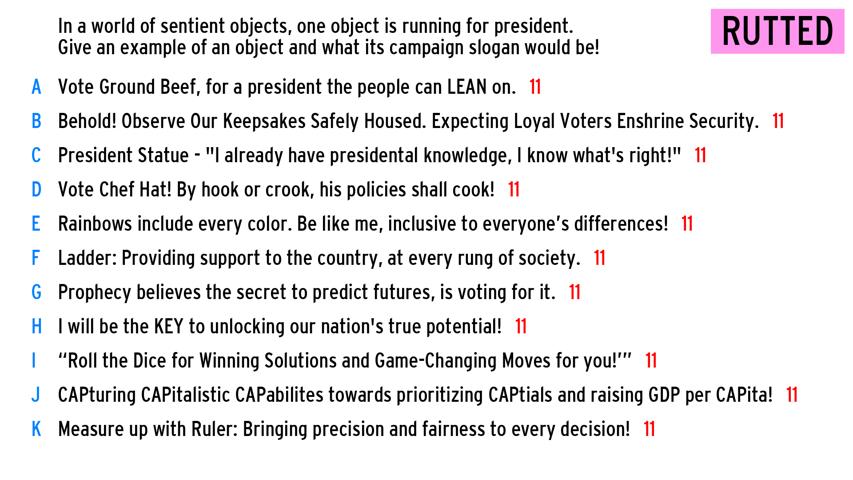 In a world of sentient objects, one object is running for president.
RUTTED
Give an example of an object and what its campaign slogan would be!
A Vote Ground Beef, for a president the people can LEAN on. 11
B Behold! Observe Our Keepsakes Safely Housed. Expecting Loyal Voters Enshrine Security. 11
C President Statue - "I already have presidental knowledge, I know what's right!" 11
D Vote Chef Hat! By hook or crook, his policies shall cook! 11
E Rainbows include every color. Be like me, inclusive to everyone’s differences! 11
F Ladder: Providing support to the country, at every rung of society. 11
G Prophecy believes the secret to predict futures, is voting for it. 11
H I will be the KEY to unlocking our nation's true potential! 11
I “Roll the Dice for Winning Solutions and Game-Changing Moves for you!’” 11
J CAPturing CAPitalistic CAPabilites towards prioritizing CAPtials and raising GDP per CAPita! 11
K Measure up with Ruler: Bringing precision and fairness to every decision! 11